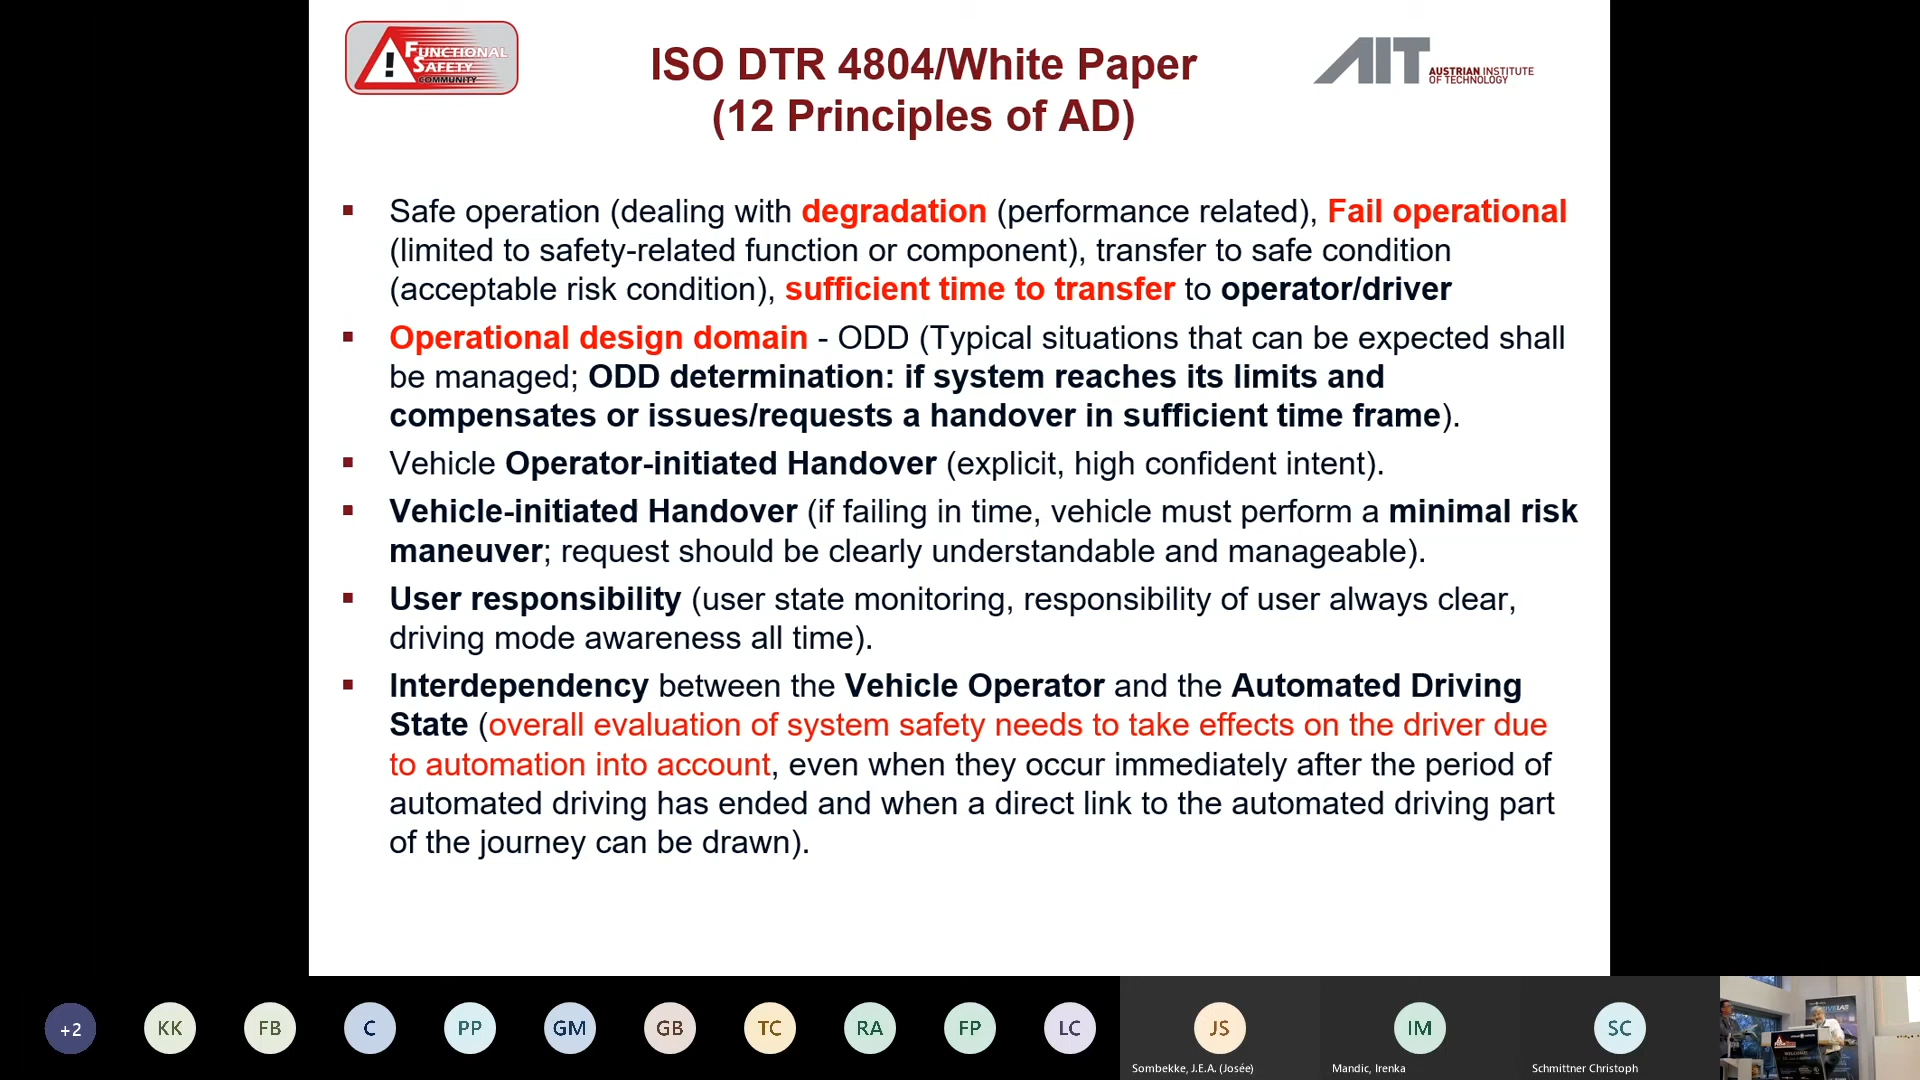 FUNCTIONAL
SAFETY
COMMUNITY
ISO DTR 4804/White Paper
(12 Principles of AD)
AIT AUSTRIAN INSTITUTE
OF TECHNOLOGY
▪ Safe operation (dealing with degradation (performance related), Fail operational
(limited to safety-related function or component), transfer to safe condition
(acceptable risk condition), sufficient time to transfer to operator/driver
▪ Operational design domain - ODD (Typical situations that can be expected shall
be managed; ODD determination: if system reaches its limits and
compensates or issues/requests a handover in sufficient time frame).
▪ Vehicle Operator-initiated Handover (explicit, high confident intent).
▪ Vehicle-initiated Handover (if failing in time, vehicle must perform a minimal risk
maneuver; request should be clearly understandable and manageable).
▪ User responsibility (user state monitoring, responsibility of user always clear,
driving mode awareness all time).
▪ Interdependency between the Vehicle Operator and the Automated Driving
State (overall evaluation of system safety needs to take effects on the driver due
to automation into account, even when they occur immediately after the period of
automated driving has ended and when a direct link to the automated driving part
of the journey can be drawn).
+2 KK FB C PP GM GB TC RA FP LC JS IM SC
Sombekke, J.E.A. (Josée) Mandic, Irenka Schmittner Christoph